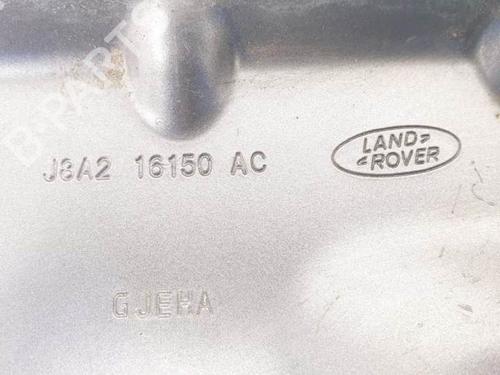 B-PARTS
LAND
ROVER
J8A2 16150 AC
GJEHA